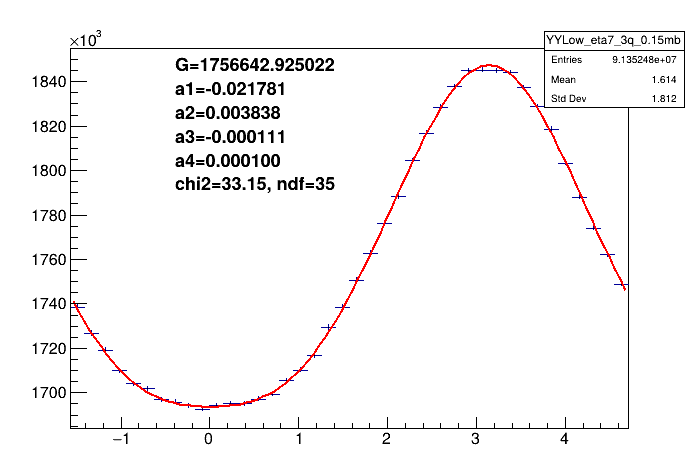 ×10³
YYLow_eta7_3q_0.15mb
Entries 9.135248e+07
Mean 1.614
Std Dev 1.812
G=1756642.925022
a1=-0.021781
a2=0.003838
a3=-0.000111
a4=0.000100
chi2=33.15, ndf=35
1840
1820
1800
1780
1760
1740
1720
1700
−1 0 1 2 3 4